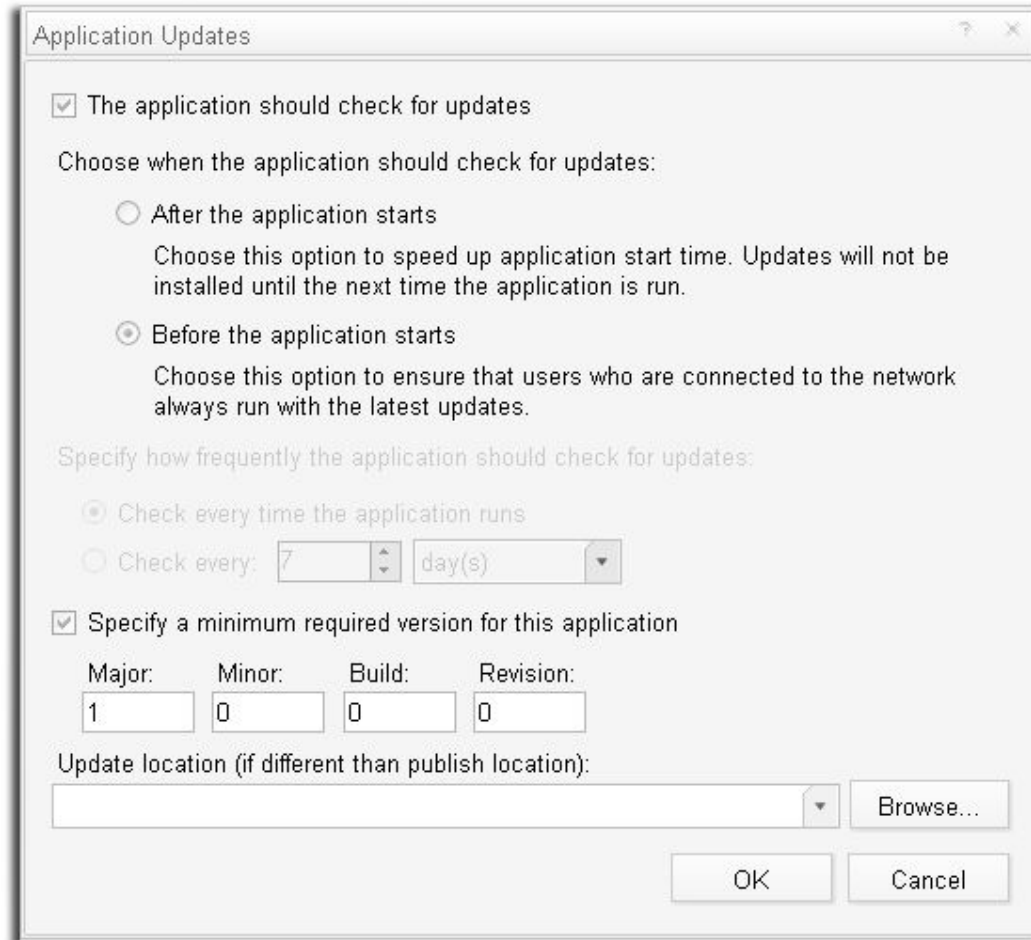 Application Updates
The application should check for updates
Choose when the application should check for updates:
After the application starts
Choose this option to speed up application start time. Updates will not be
installed until the next time the application is run.
Before the application starts
Choose this option to ensure that users who are connected to the network
always run with the latest updates.
Specify how frequently the application should check for updates:
Check every time the application runs
Check every: 7 day(s)
Specify a minimum required version for this application
Major: Minor: Build: Revision:
1 0 0 0
Update location (if different than publish location):
Browse...
OK Cancel